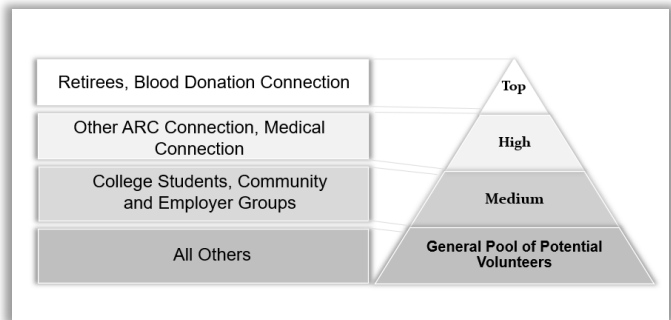 Retirees, Blood Donation Connection
Top
Other ARC Connection, Medical
Connection
High
College Students, Community
and Employer Groups
Medium
All Others
General Pool of Potential
Volunteers